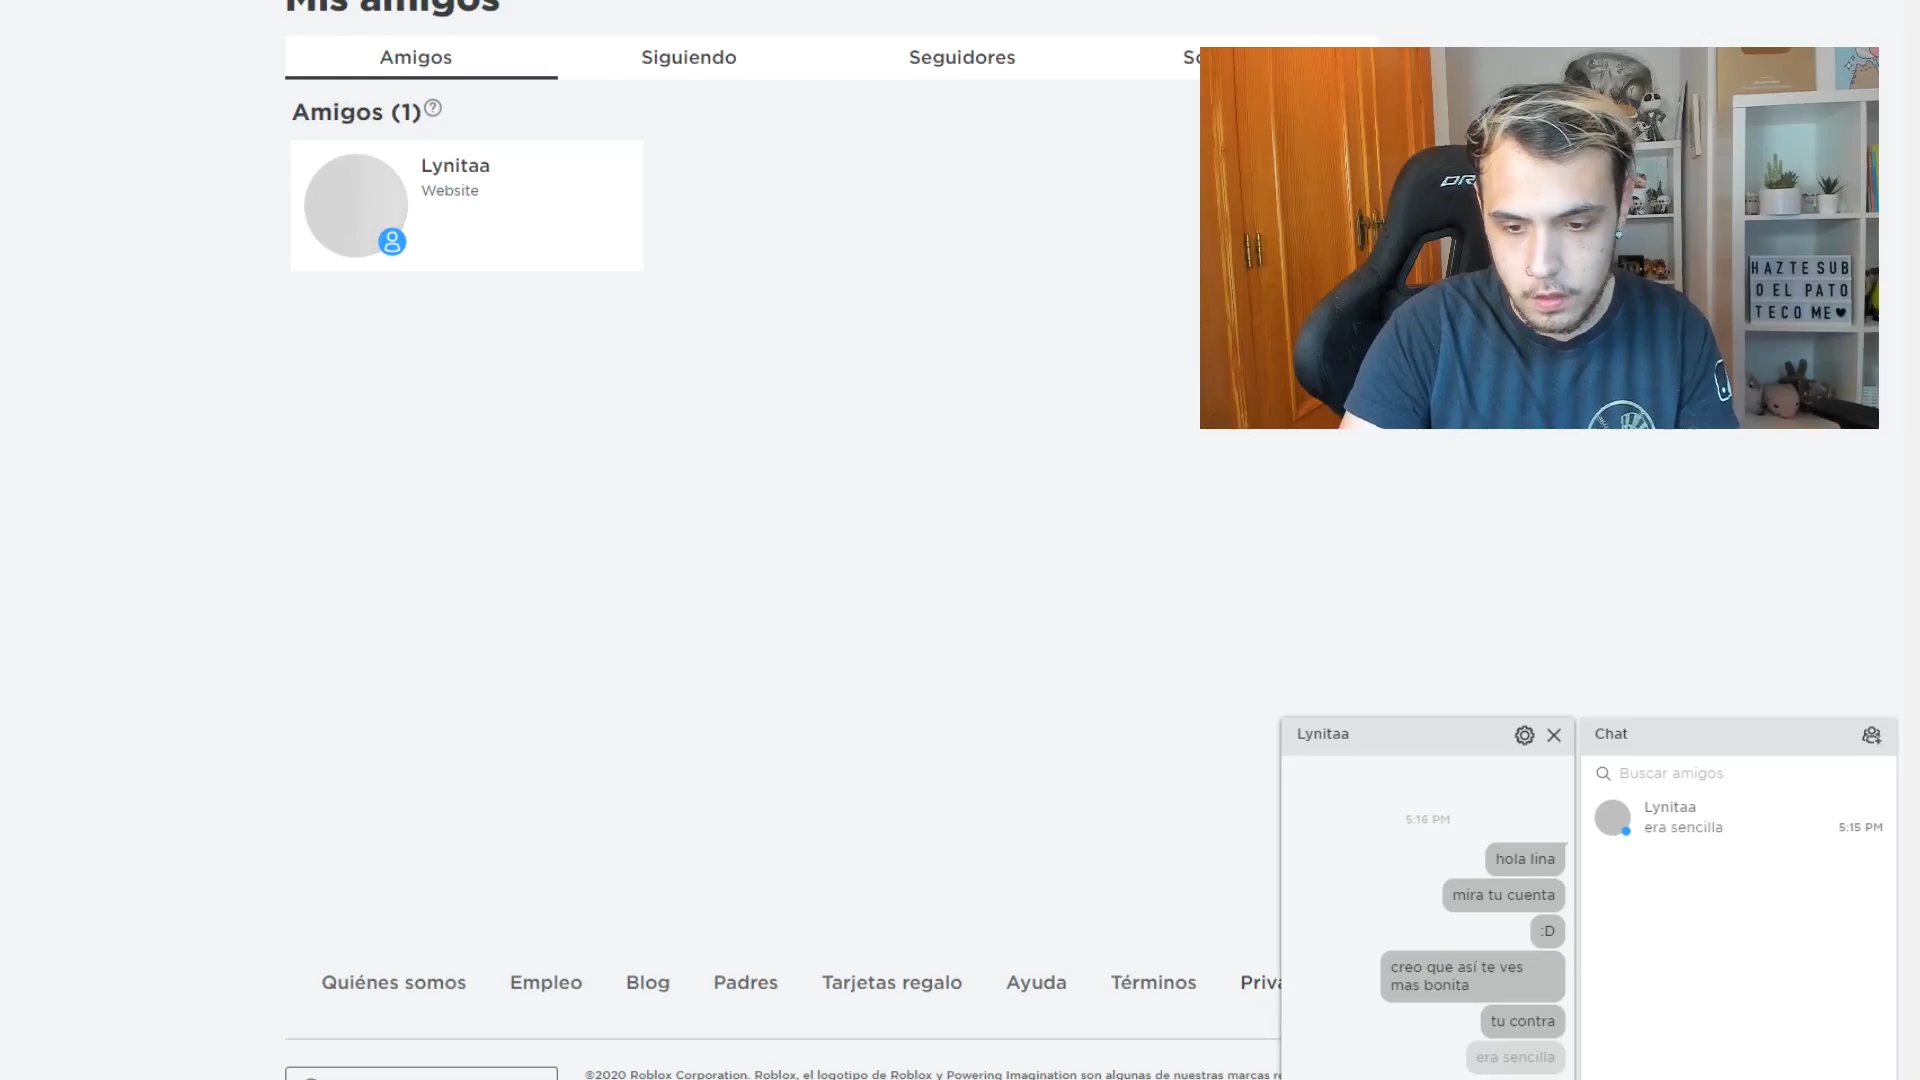 Mis amigos
Amigos
Siguiendo
Seguidores
Amigos (1)
Lynitaa
Website
HAZTE SUB
O EL PATO
TECOME♥
Lynitaa
5:16 PM
hola lina
mira tu cuenta
:D
creo que así te ves
mas bonita
tu contra
era sencilla
Chat
Buscar amigos
Lynitaa
era sencilla
5:15 PM
Quiénes somos
Empleo
Blog
Padres
Tarjetas regalo
Ayuda
Términos
©2020 Roblox Corporation. Roblox, el logotipo de Roblox y Powering Imagination son algunas de nuestras marcas